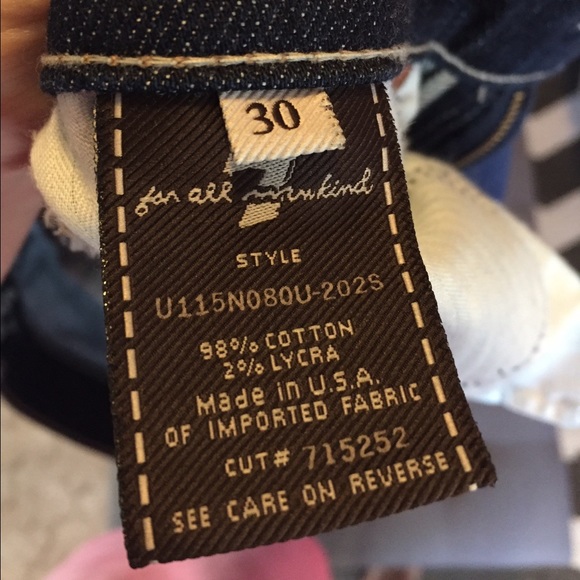 30
7
for all mankind
STYLE
U115N080U-202S
98% COTTON
2% LYCRA
Made in U.S.A.
OF IMPORTED FABRIC
CUT# 715252
SEE CARE ON REVERSE